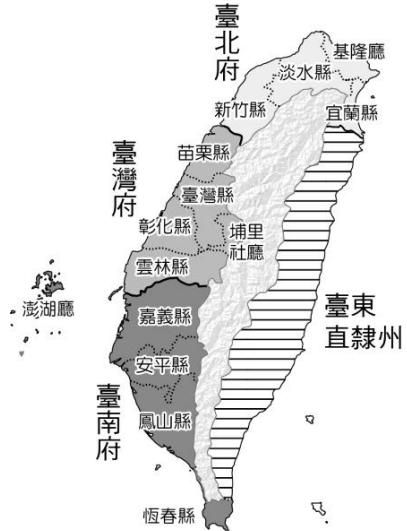 臺北府
基隆廳
淡水縣
新竹縣
宜蘭縣
臺灣府
苗栗縣
臺灣縣
彰化縣
埔里
社廳
雲林縣
澎湖廳
嘉義縣
臺東
直隸州
安平縣
臺南府
鳳山縣
恆春縣